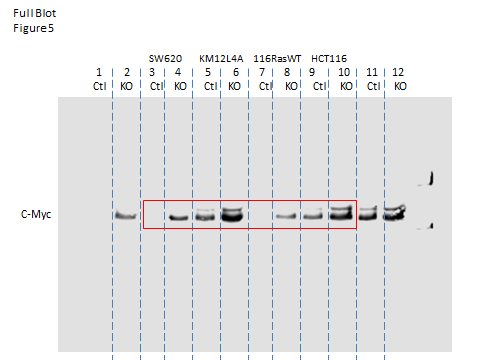 Full Blot
Figure5
SW620 KM12L4A 116RasWT HCT116
1 2 3 4 5 6 7 8 9 10 11 12
Ctl KO Ctl KO Ctl KO Ctl KO Ctl KO Ctl KO
C-Myc